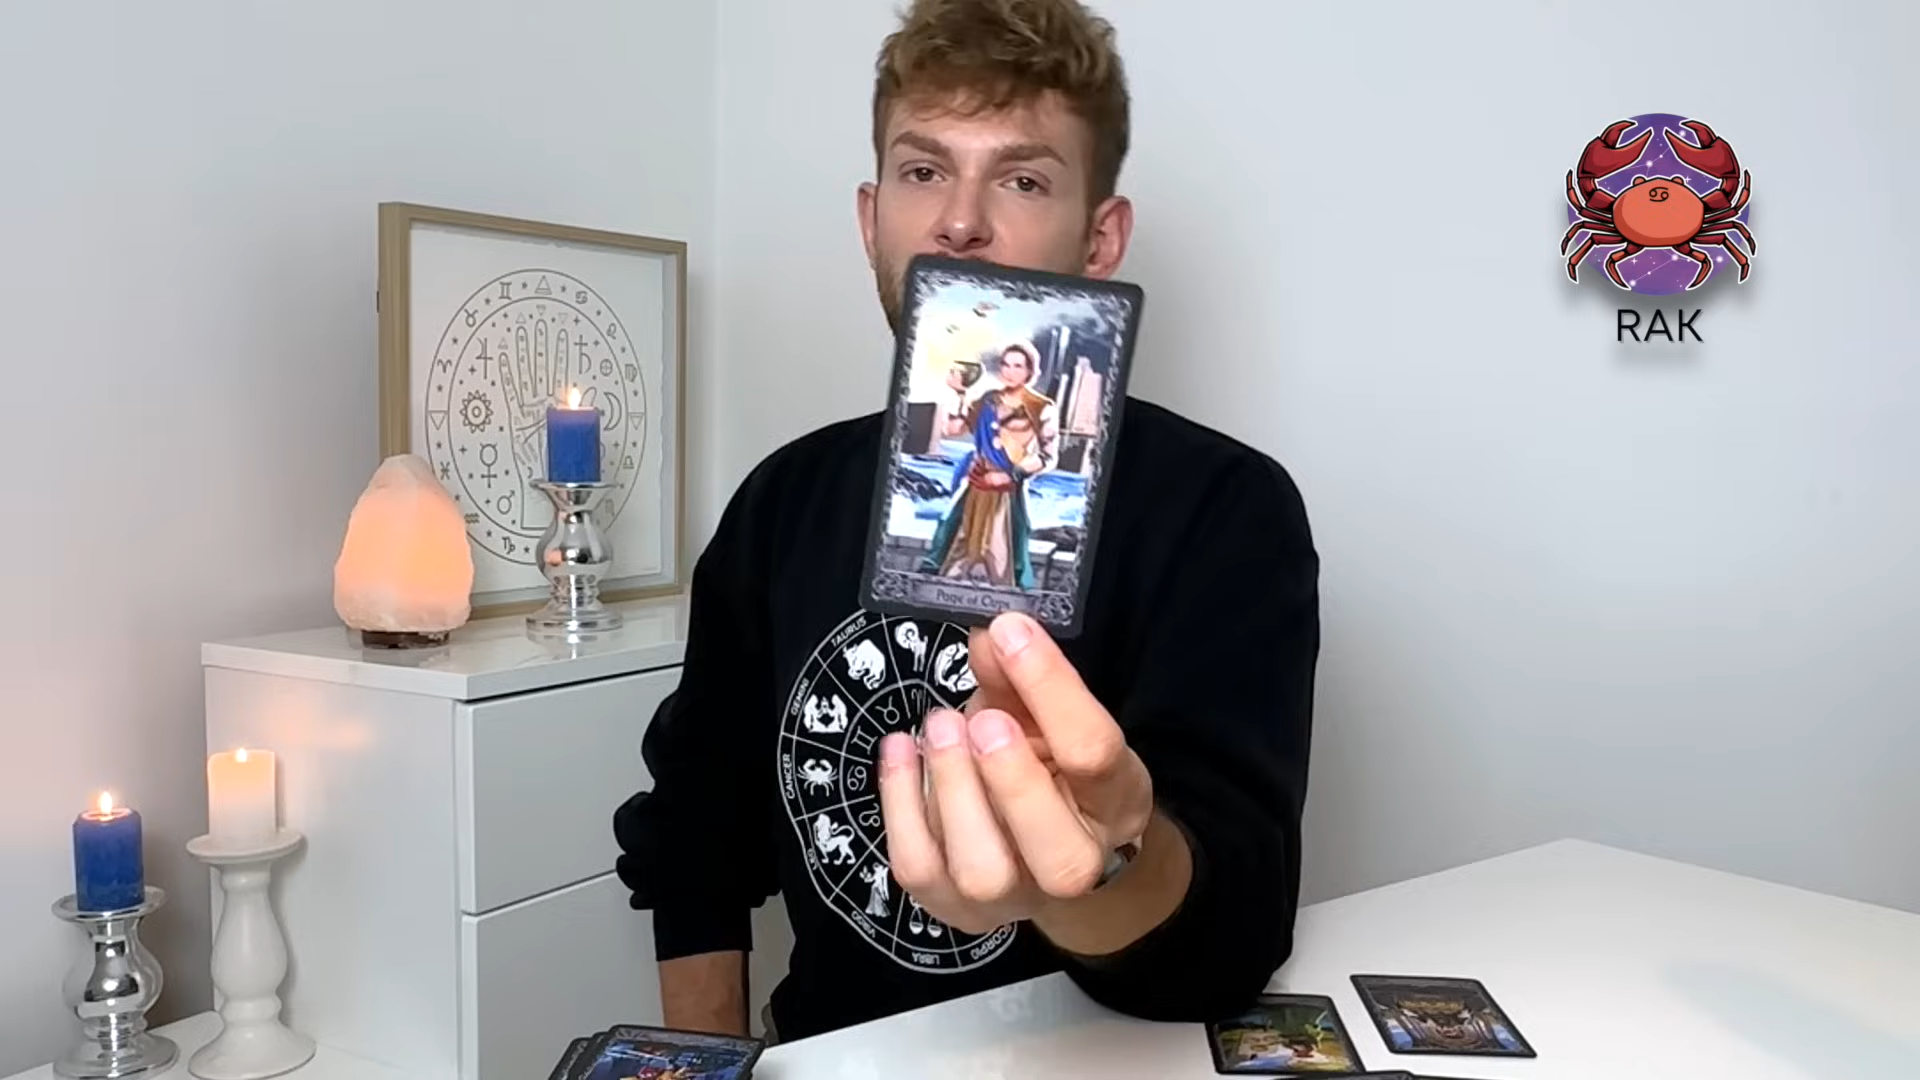 RAK
Page of Cups
TAURUS
GEMINI
CANCER
LEO
VIRGO
LIBRA
SCORPIO